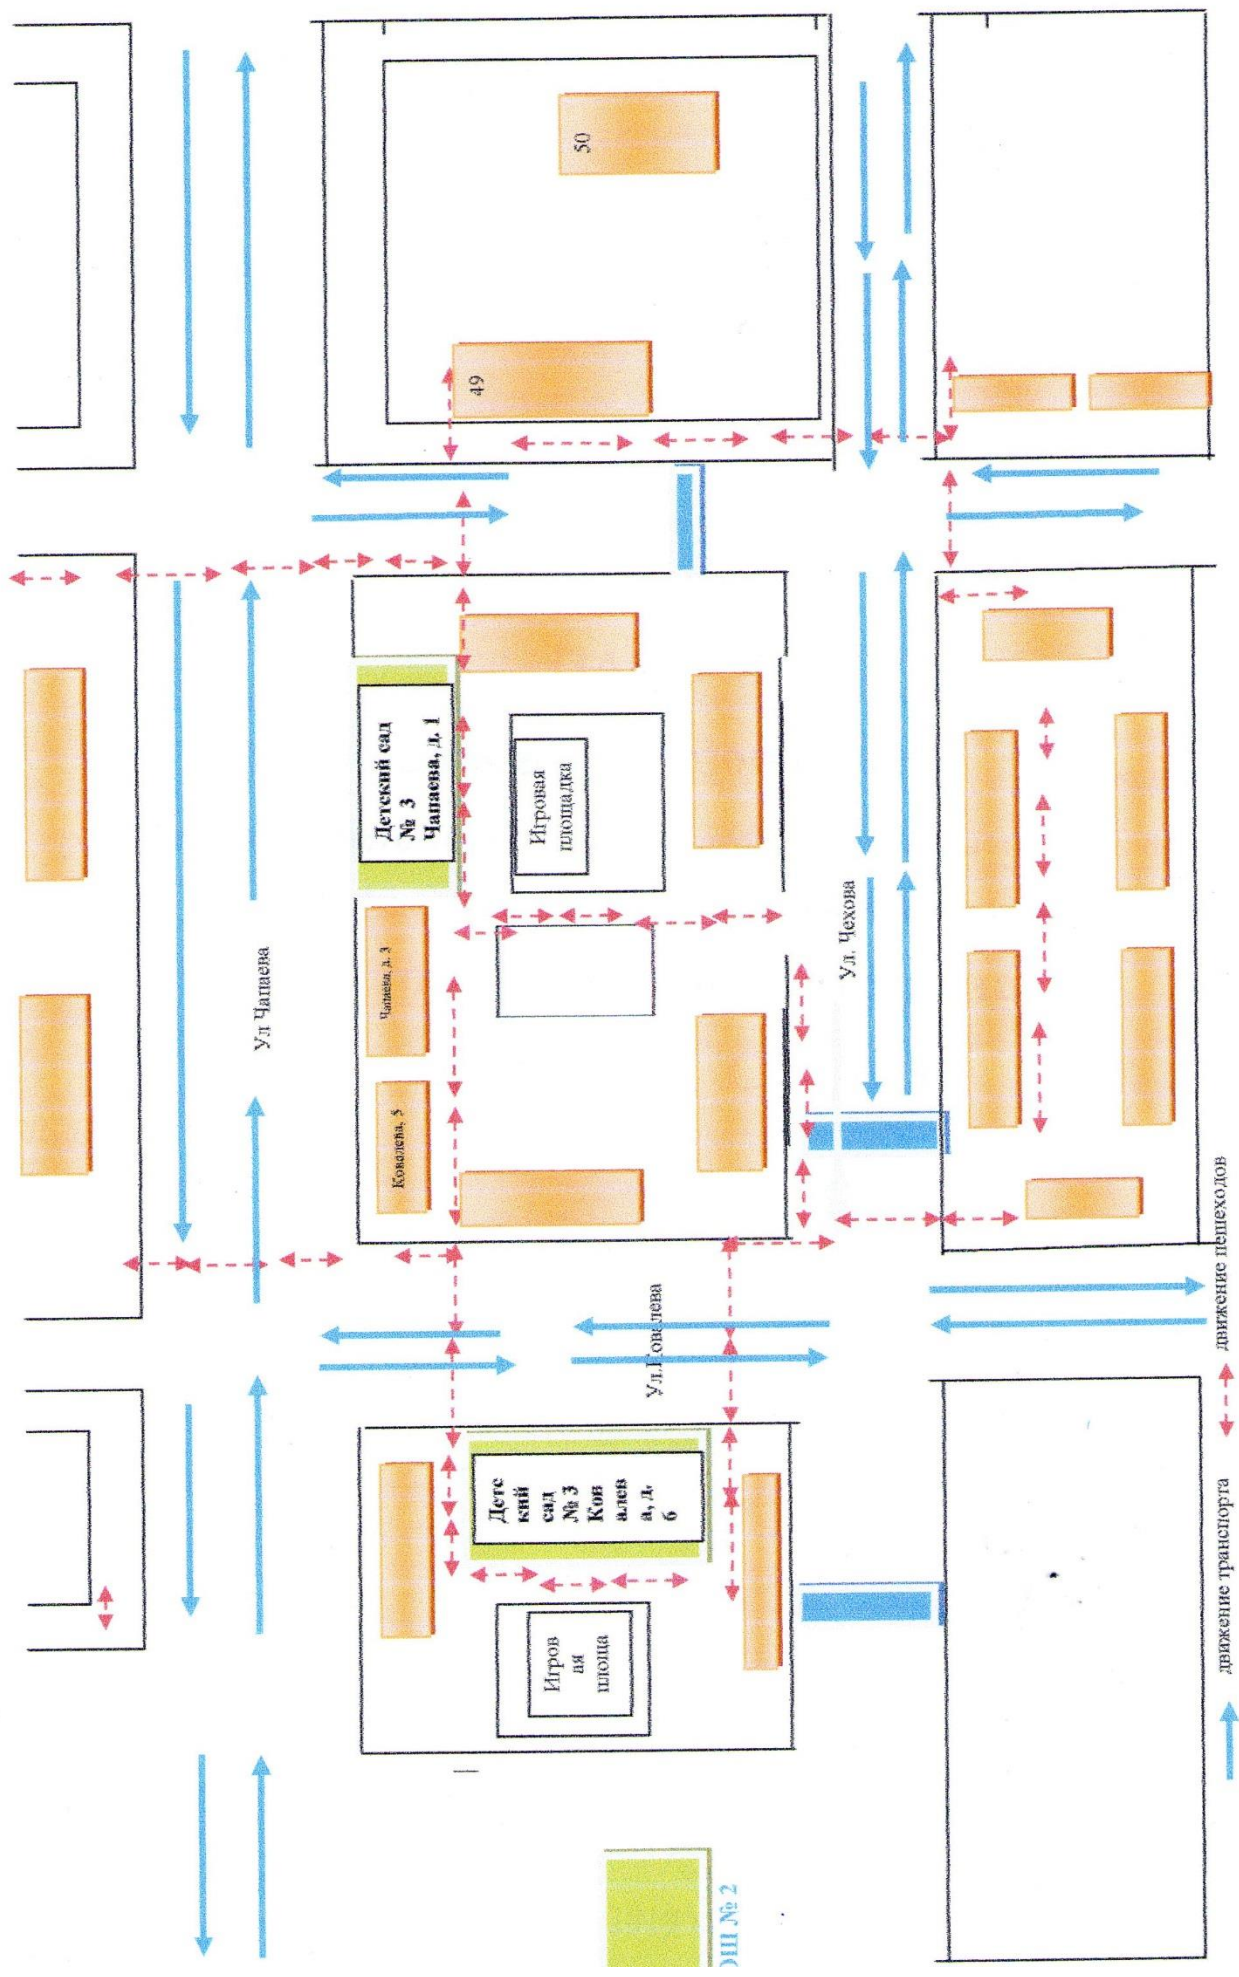 Ул Чапаева
Детский сад
№ 3
Чапаева, д. 1
Чапаева, д. 3
Ковалева, 5
Игровая
площадка
49
50
Ул. Чехова
Ул.Ковалева
Детс
кий
сад
№ 3
Ков
алев
а, д.
6
Игров
ая
площа
ОШ № 2
движение транспорта
движение пешеходов